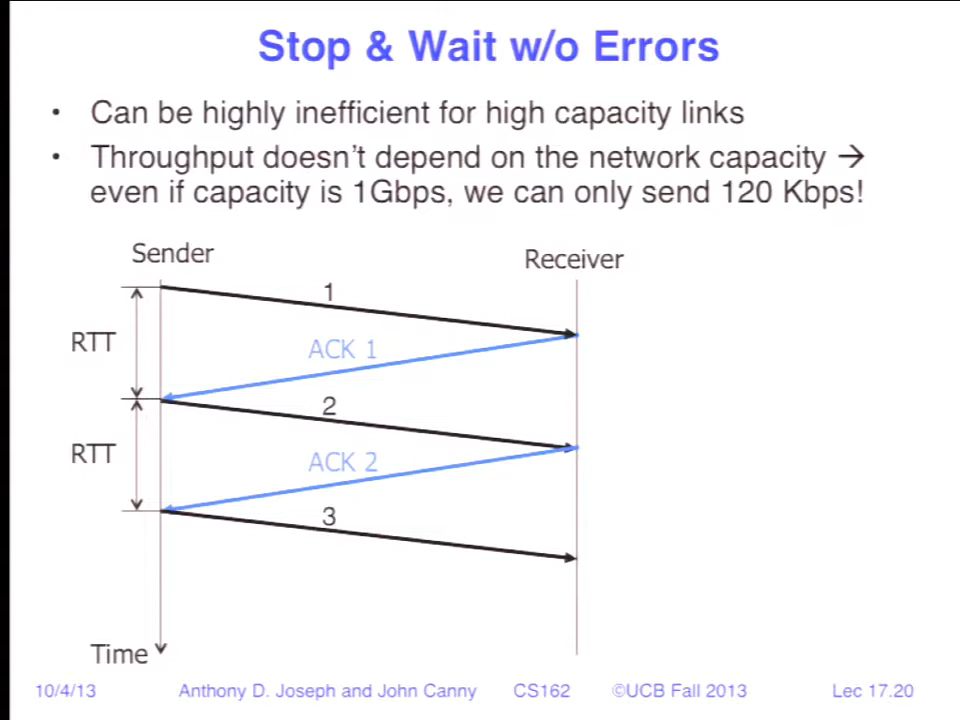 Stop & Wait w/o Errors
• Can be highly inefficient for high capacity links
• Throughput doesn't depend on the network capacity →
even if capacity is 1Gbps, we can only send 120 Kbps!
Sender
Receiver
1
RTT
ACK 1
2
RTT
ACK 2
3
Time
10/4/13 Anthony D. Joseph and John Canny CS162 ©UCB Fall 2013 Lec 17.20